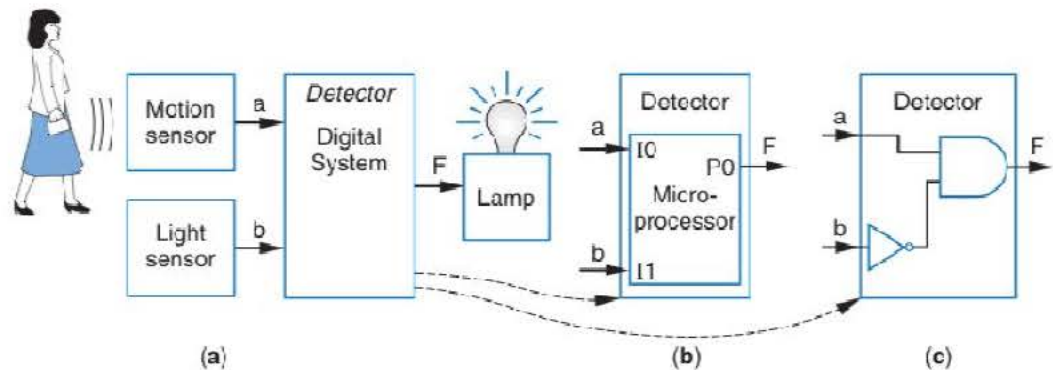 Motion
sensor
a
Detector
Digital
System
F
Lamp
Light
sensor
b
(a)
Detector
a
I0
P0
F
Micro-
processor
b
I1
(b)
Detector
a
F
b
(c)